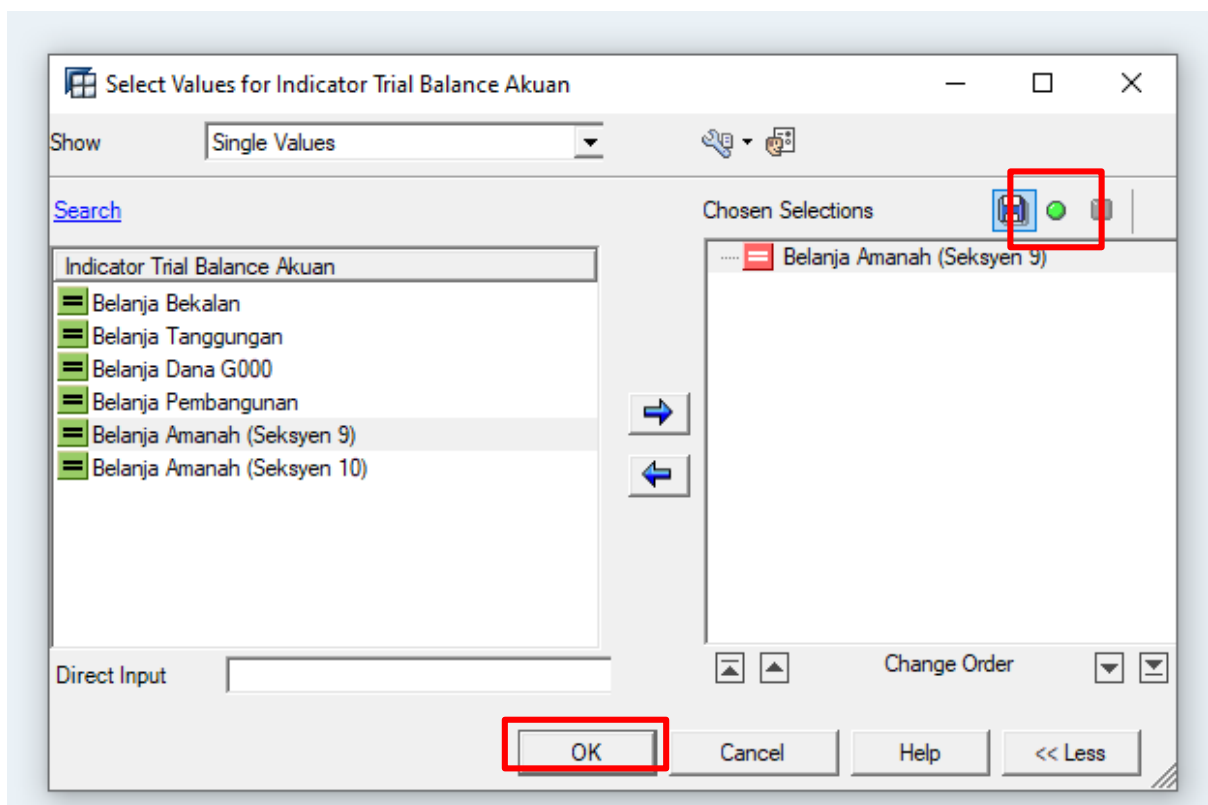 Select Values for Indicator Trial Balance Akuan
Show Single Values
Search
Chosen Selections
Indicator Trial Balance Akuan
Belanja Bekalan
Belanja Tanggungan
Belanja Dana G000
Belanja Pembangunan
Belanja Amanah (Seksyen 9)
Belanja Amanah (Seksyen 10)
Belanja Amanah (Seksyen 9)
Direct Input
Change Order
OK Cancel Help << Less